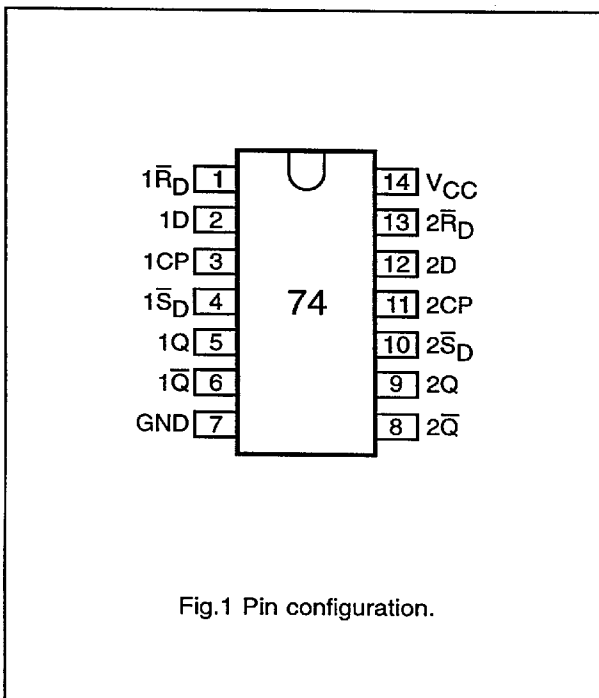 1R̅D 1 14 VCC
1D 2 13 2R̅D
1CP 3 12 2D
1S̅D 4 74 11 2CP
1Q 5 10 2S̅D
1Q̅ 6 9 2Q
GND 7 8 2Q̅
Fig.1 Pin configuration.